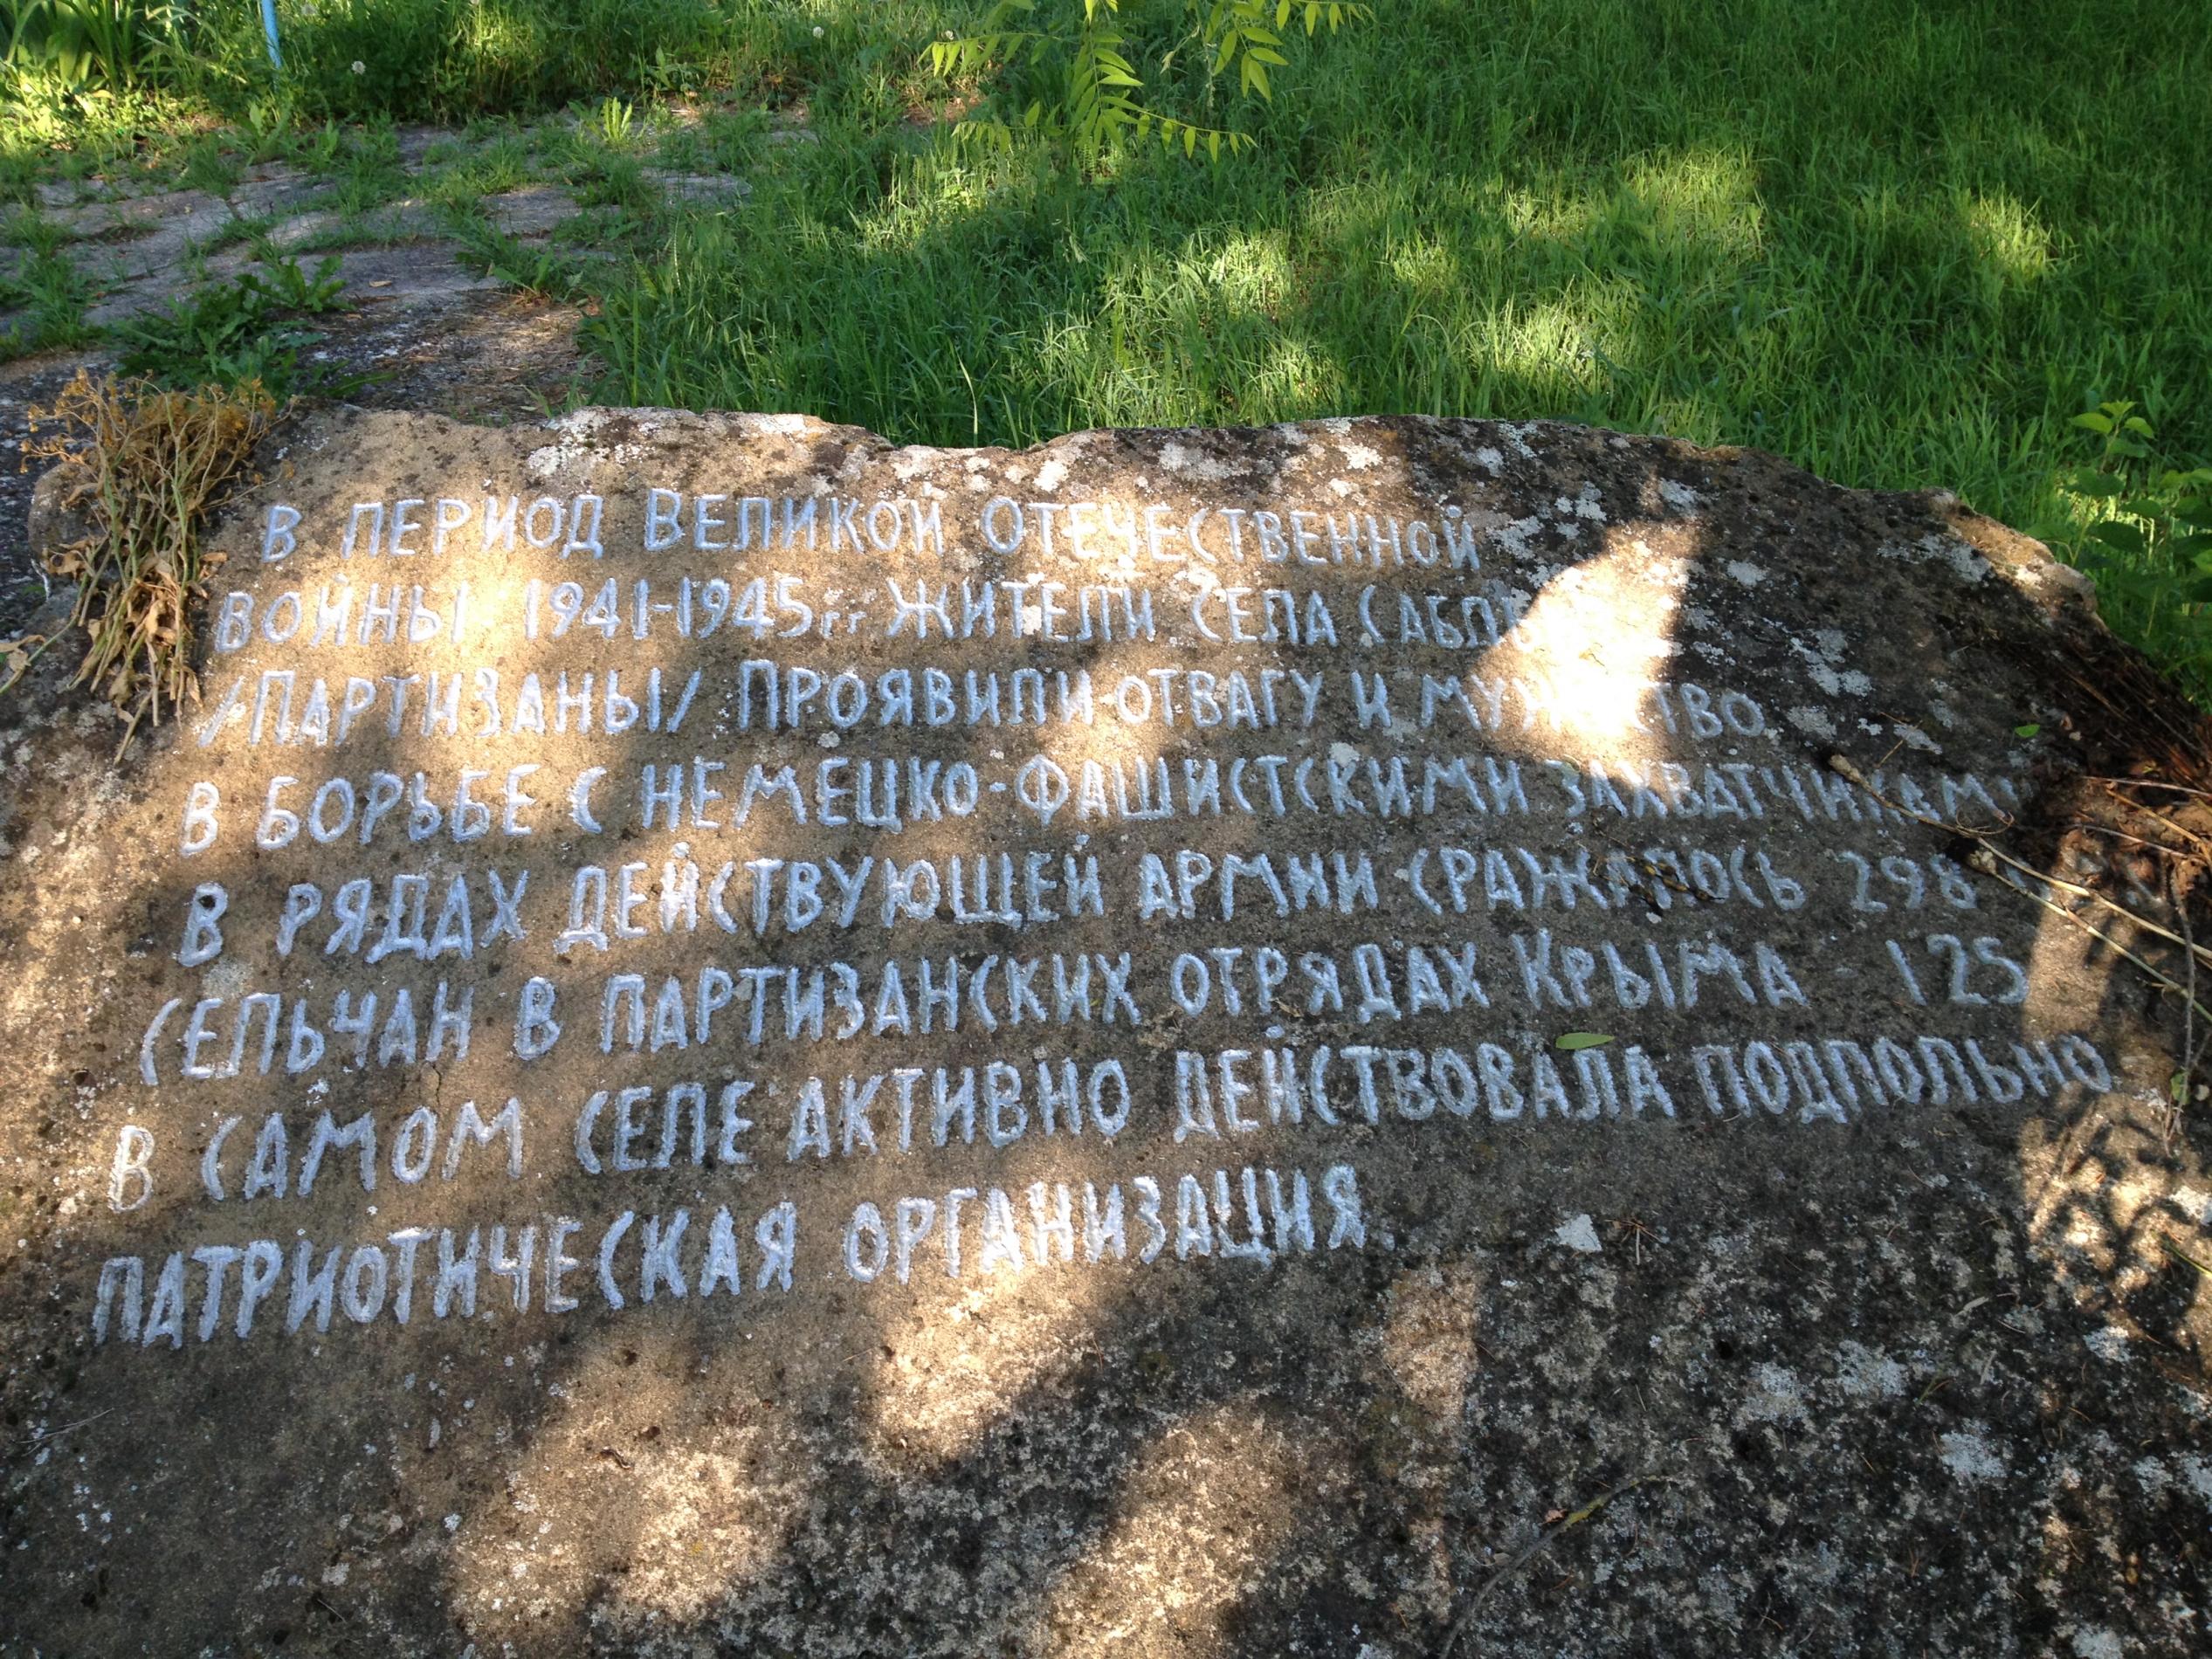 В ПЕРИОД ВЕЛИКОЙ ОТЕЧЕСТВЕННОЙ
ВОЙНЫ 1941-1945гг ЖИТЕЛИ СЕЛА
/ПАРТИЗАНЫ/ ПРОЯВИЛИ ОТВАГУ И МУЖЕСТВО
В БОРЬБЕ С НЕМЕЦКО-ФАШИСТСКИМИ ЗАХВАТЧИКАМИ
В РЯДАХ ДЕЙСТВУЮЩЕЙ АРМИИ СРАЖАЛОСЬ 298
СЕЛЬЧАН В ПАРТИЗАНСКИХ ОТРЯДАХ КРЫМА 125
В САМОМ СЕЛЕ АКТИВНО ДЕЙСТВОВАЛА ПОДПОЛЬНО
ПАТРИОТИЧЕСКАЯ ОРГАНИЗАЦИЯ.